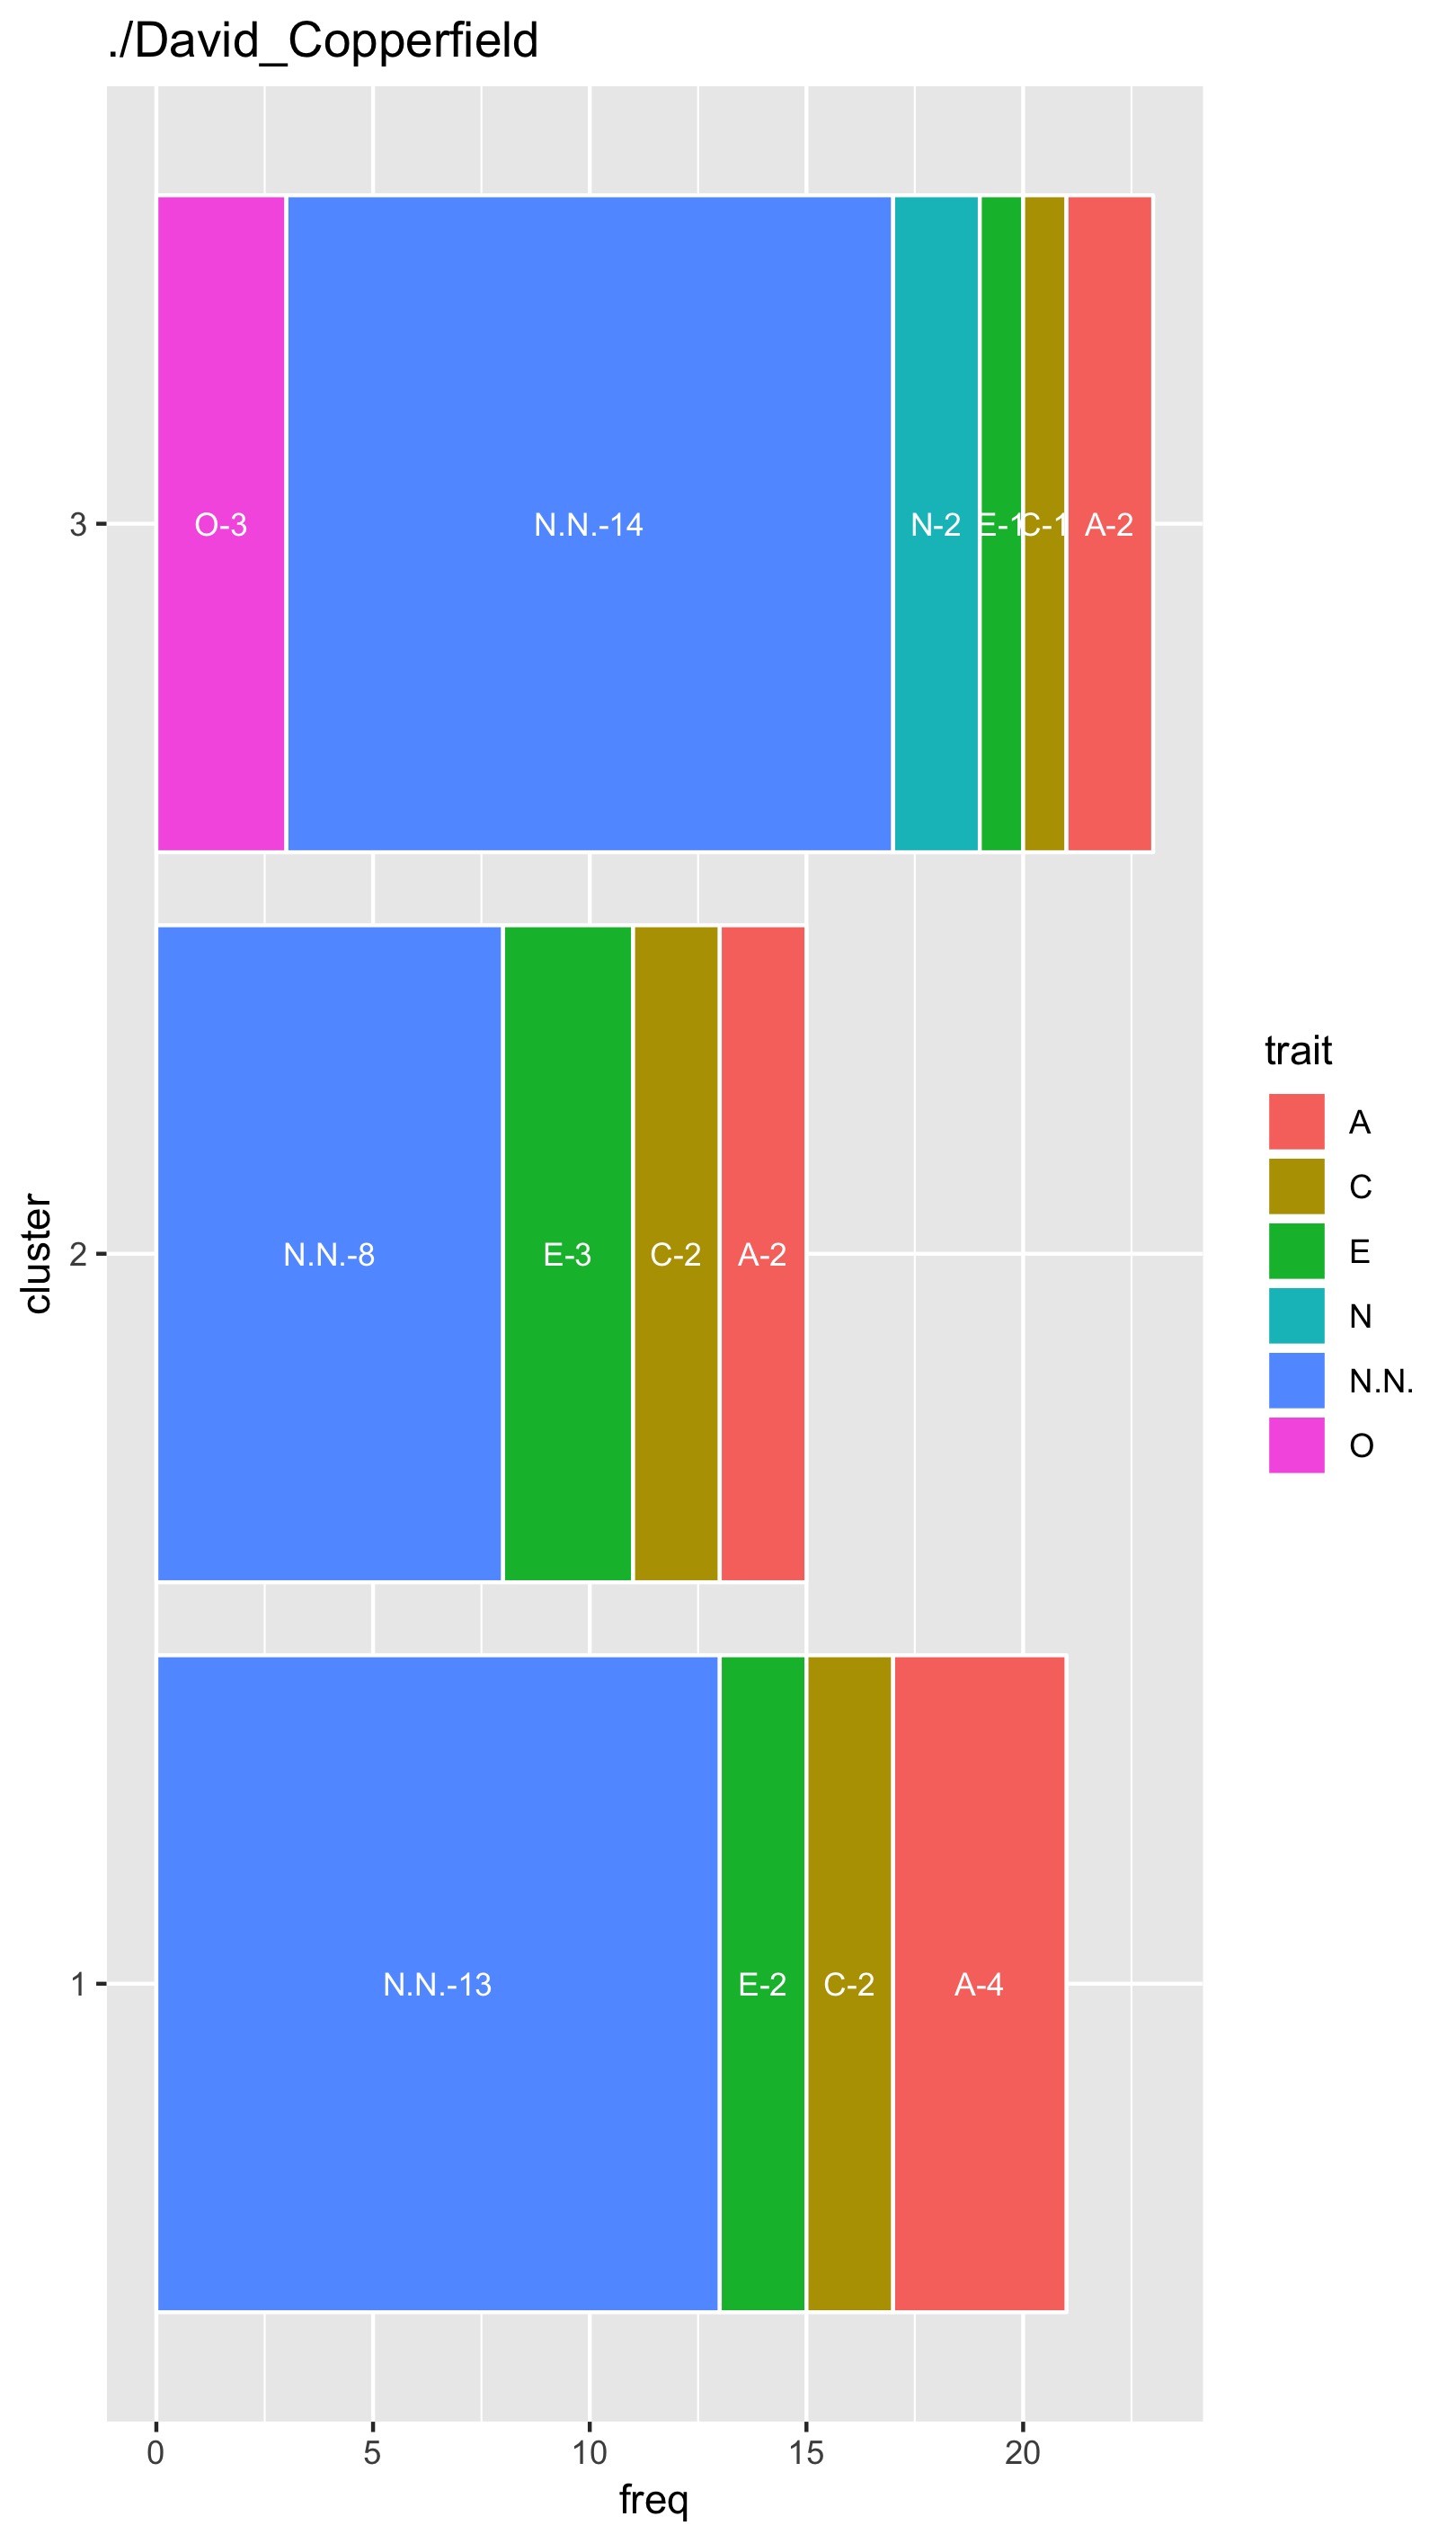 ./David_Copperfield
cluster
3
O-3 N.N.-14 N-2 E-1 C-1 A-2
2
N.N.-8 E-3 C-2 A-2
1
N.N.-13 E-2 C-2 A-4
0 5 10 15 20
freq
trait
A
C
E
N
N.N.
O